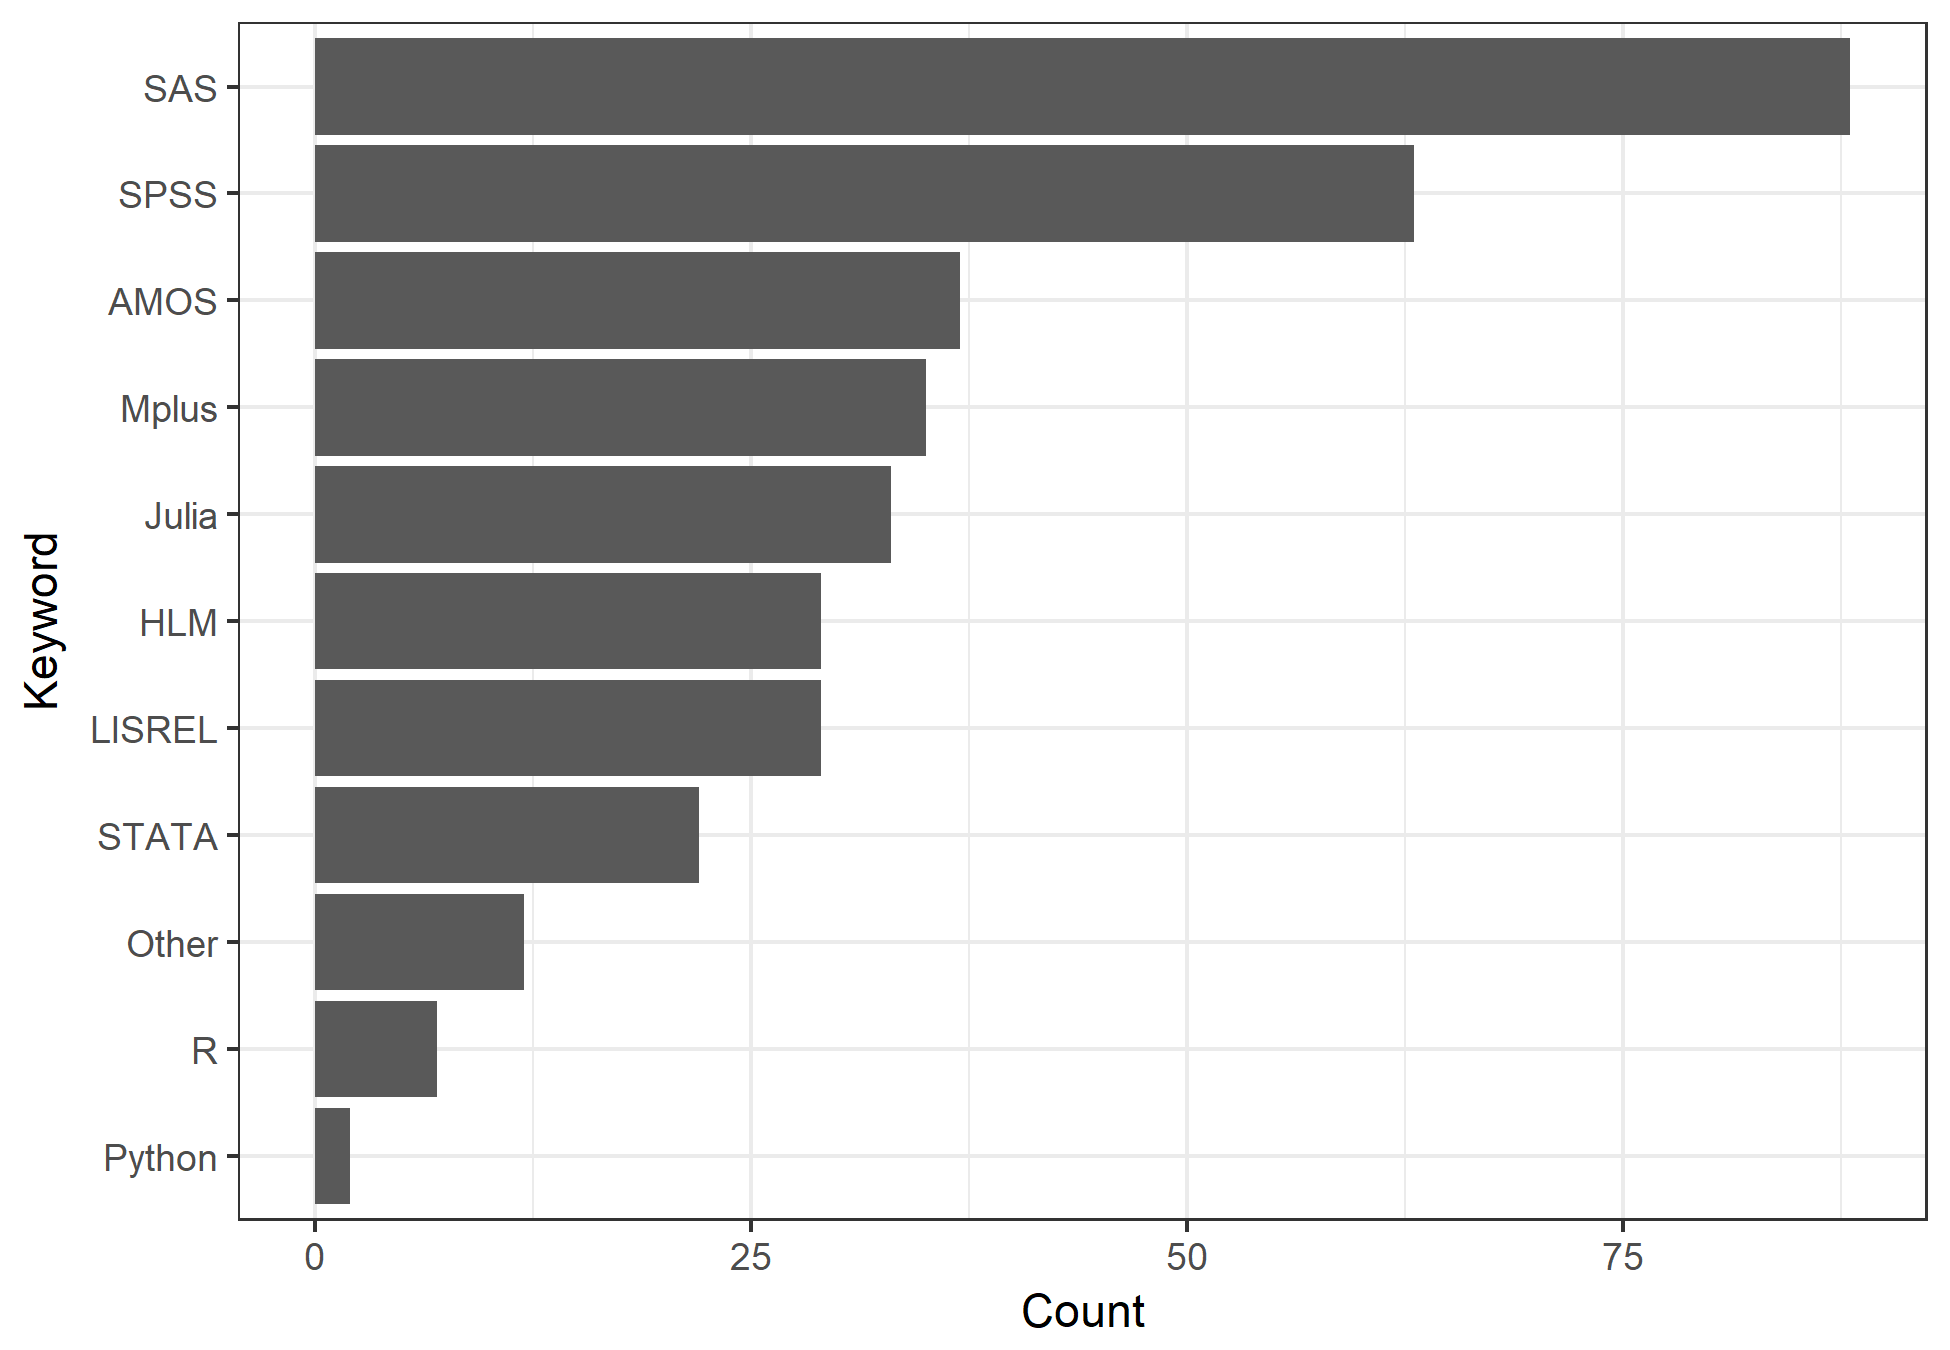 SAS
SPSS
AMOS
Mplus
Julia
HLM
LISREL
STATA
Other
R
Python
Keyword
0 25 50 75
Count